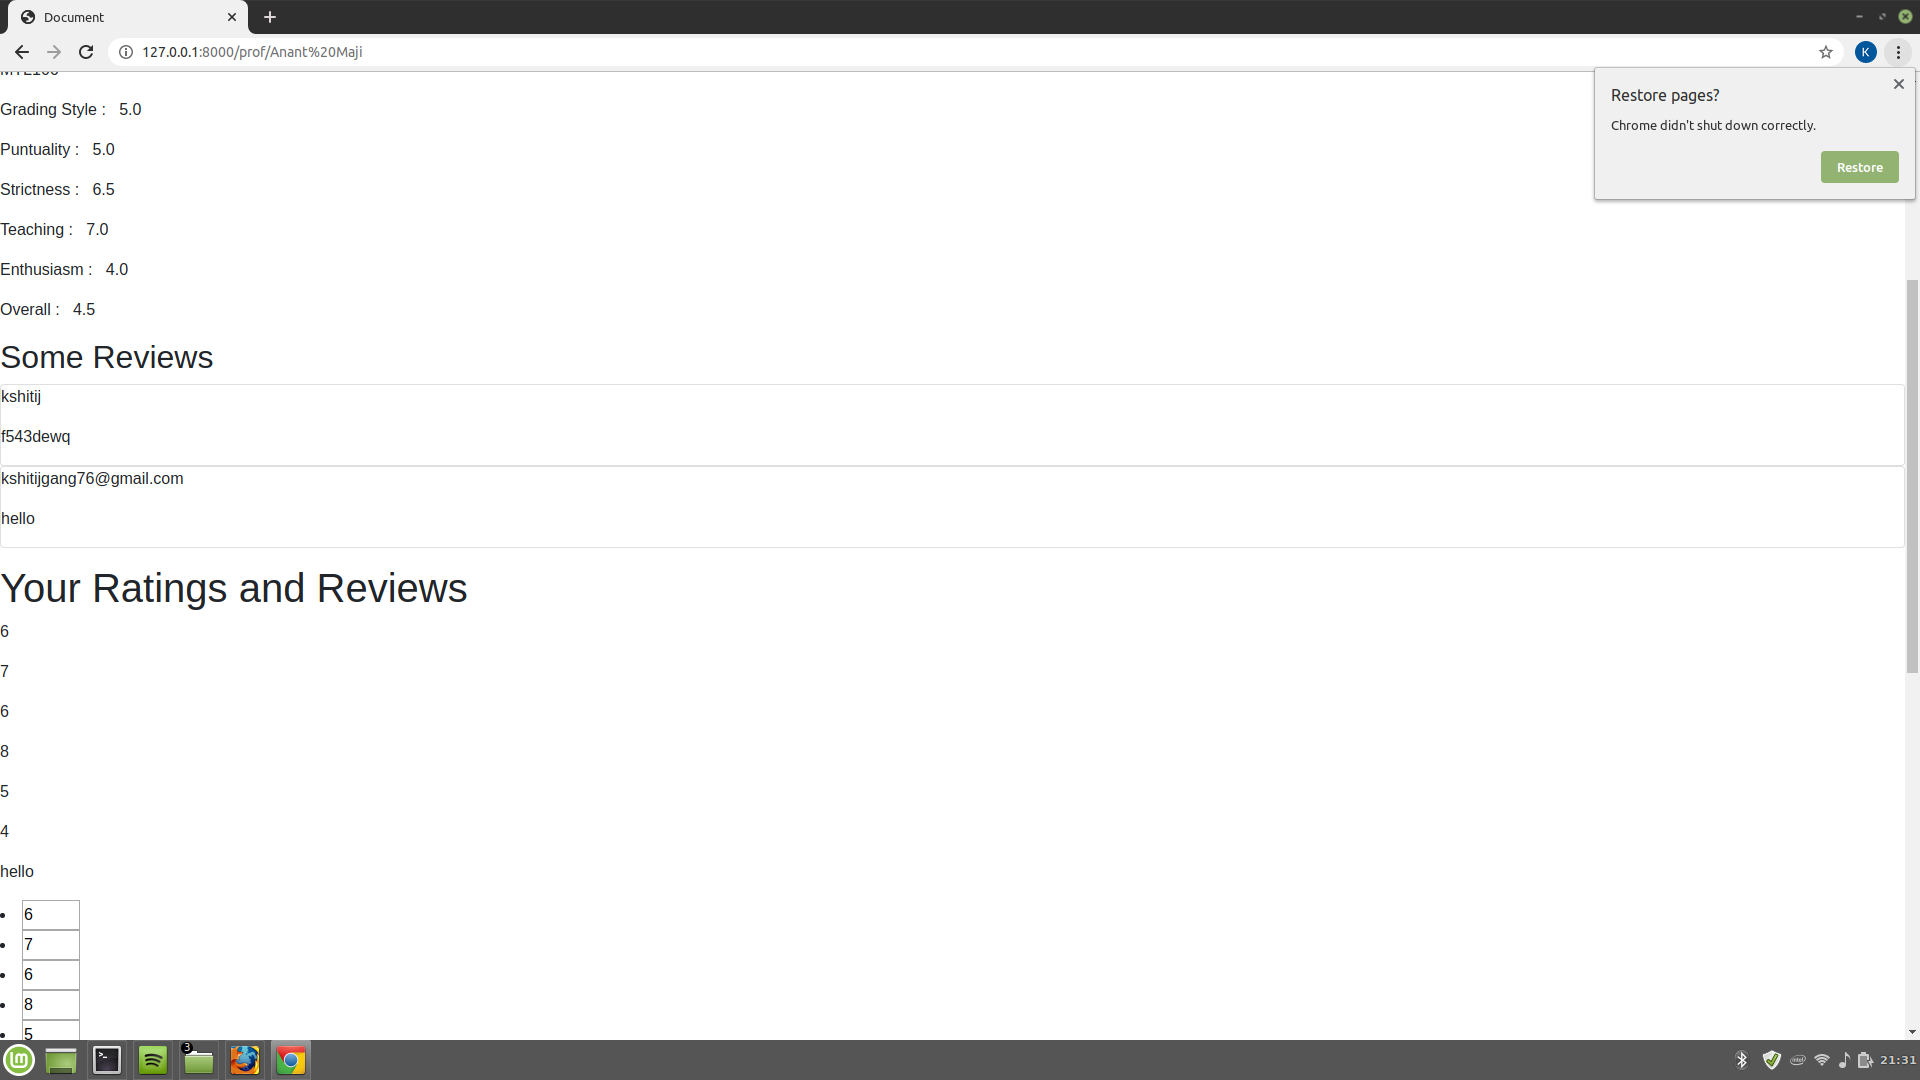 Document
127.0.0.1:8000/prof/Anant%20Maji
K
Restore pages?
Chrome didn't shut down correctly.
Restore
Grading Style : 5.0
Puntuality : 5.0
Strictness : 6.5
Teaching : 7.0
Enthusiasm : 4.0
Overall : 4.5
Some Reviews
kshitij
f543dewq
kshitijgang76@gmail.com
hello
Your Ratings and Reviews
6
7
6
8
5
4
hello
6
7
6
8
5
3
21:31